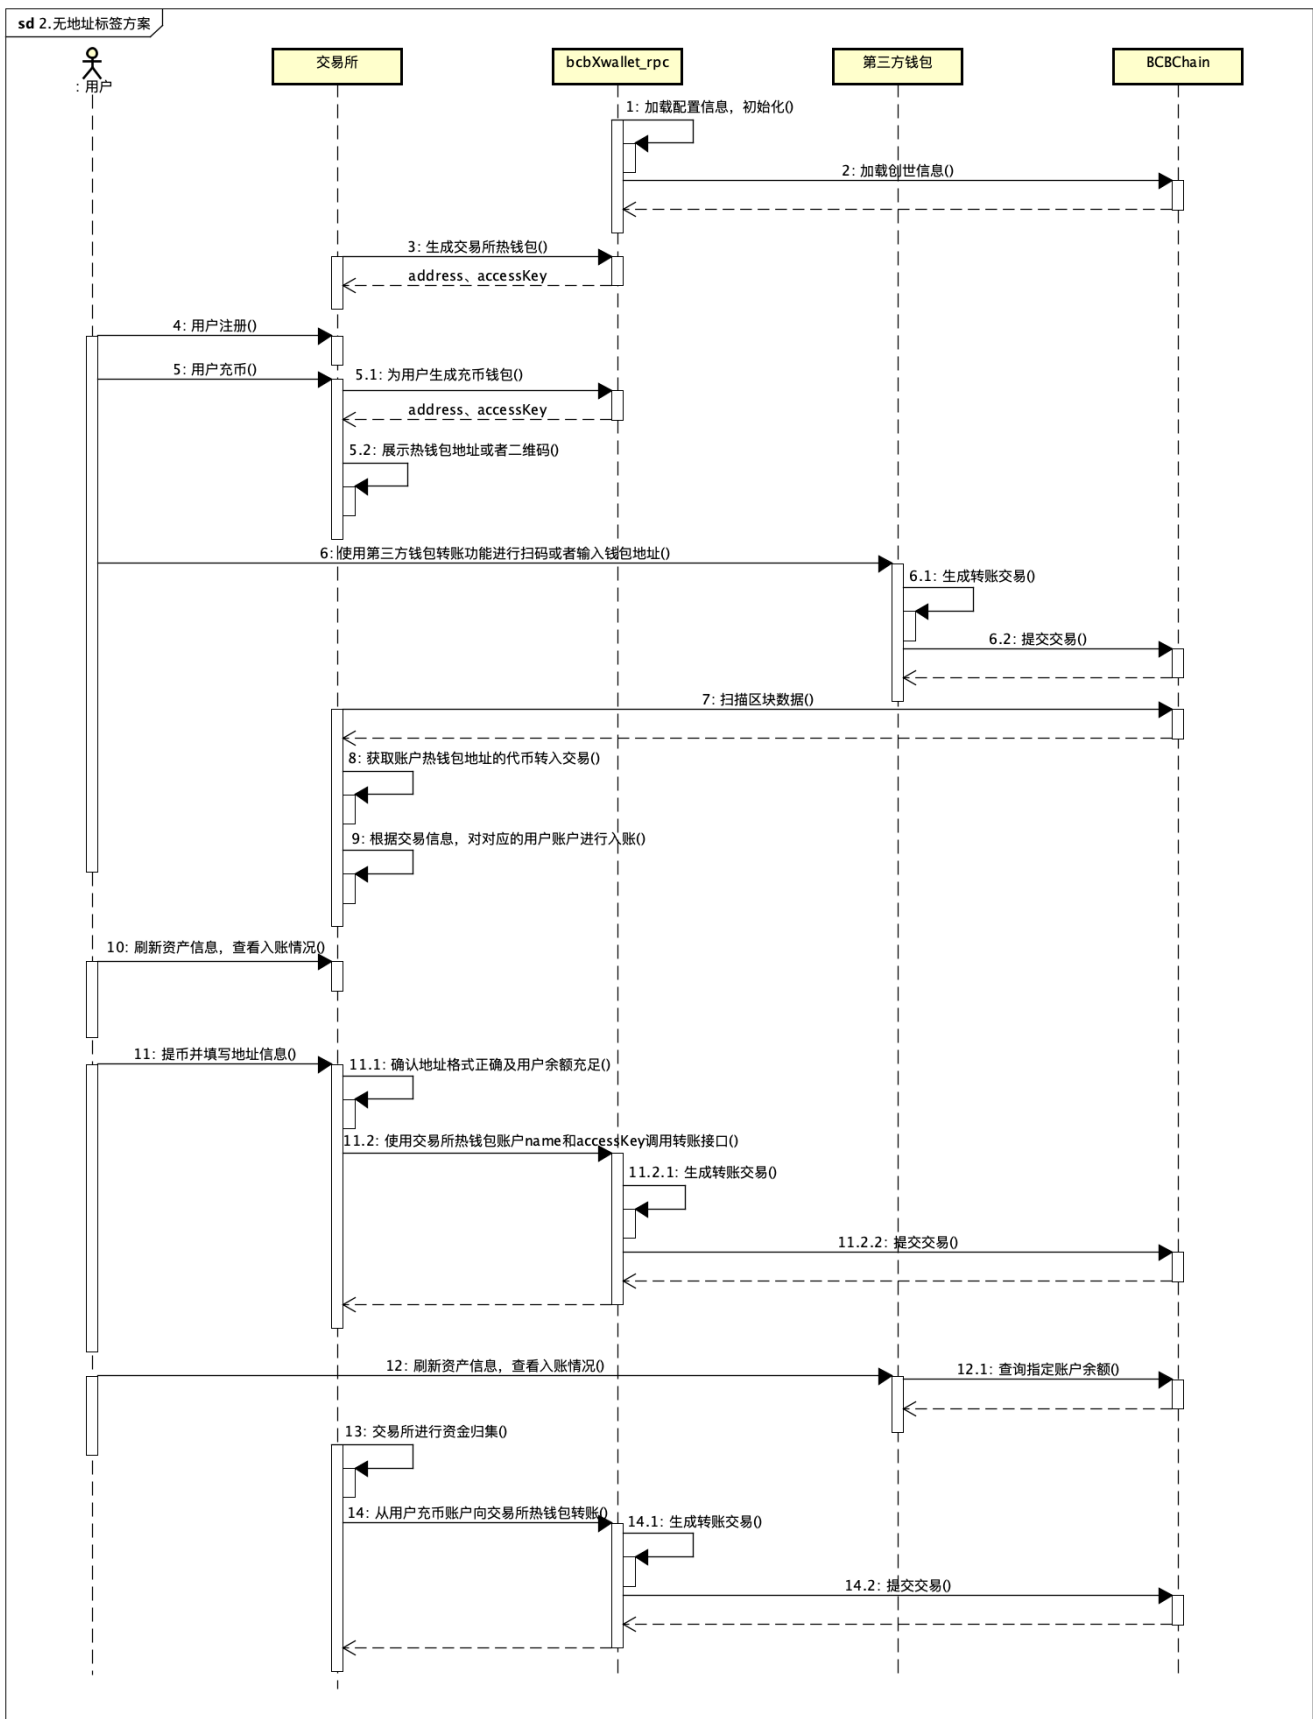 sd 2.无地址标签方案
: 用户
交易所
bcbXwallet_rpc
第三方钱包
BCBChain
1: 加载配置信息，初始化()
2: 加载创世信息()
3: 生成交易所热钱包()
address、accessKey
4: 用户注册()
5: 用户充币()
5.1: 为用户生成充币钱包()
address、accessKey
5.2: 展示热钱包地址或者二维码()
6: 使用第三方钱包转账功能进行扫码或者输入钱包地址()
6.1: 生成转账交易()
6.2: 提交交易()
7: 扫描区块数据()
8: 获取账户热钱包地址的代币转入交易()
9: 根据交易信息，对对应的用户账户进行入账()
10: 刷新资产信息，查看入账情况()
11: 提币并填写地址信息()
11.1: 确认地址格式正确及用户余额充足()
11.2: 使用交易所热钱包账户name和accessKey调用转账接口()
11.2.1: 生成转账交易()
11.2.2: 提交交易()
12: 刷新资产信息，查看入账情况()
12.1: 查询指定账户余额()
13: 交易所进行资金归集()
14: 从用户充币账户向交易所热钱包转账()
14.1: 生成转账交易()
14.2: 提交交易()